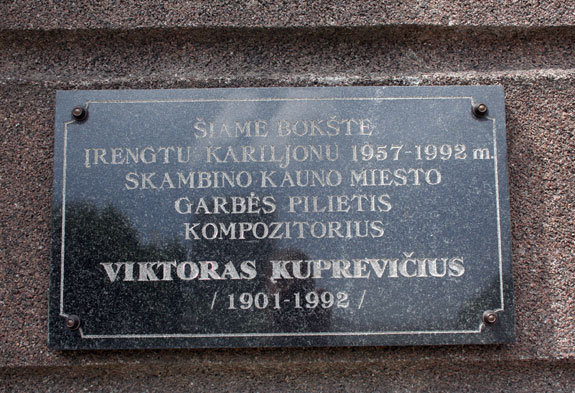 ŠIAME BOKŠTE
ĮRENGTU KARILJONU 1957-1992 m.
SKAMBINO KAUNO MIESTO
GARBĖS PILIETIS
KOMPOZITORIUS
VIKTORAS KUPREVIČIUS
/ 1901-1992 /